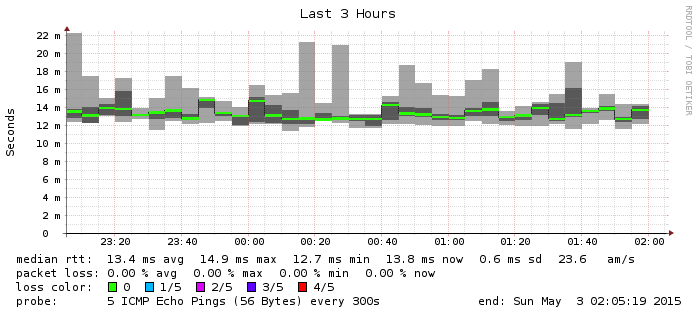 Last 3 Hours
RRDTOOL / TOBI OETIKER
Seconds
22 m
20 m
18 m
16 m
14 m
12 m
10 m
8 m
6 m
4 m
2 m
0
23:20 23:40 00:00 00:20 00:40 01:00 01:20 01:40 02:00
median rtt: 13.4 ms avg 14.9 ms max 12.7 ms min 13.8 ms now 0.6 ms sd 23.6 am/s
packet loss: 0.00 % avg 0.00 % max 0.00 % min 0.00 % now
loss color: 0 1/5 2/5 3/5 4/5
probe: 5 ICMP Echo Pings (56 Bytes) every 300s end: Sun May 3 02:05:19 2015